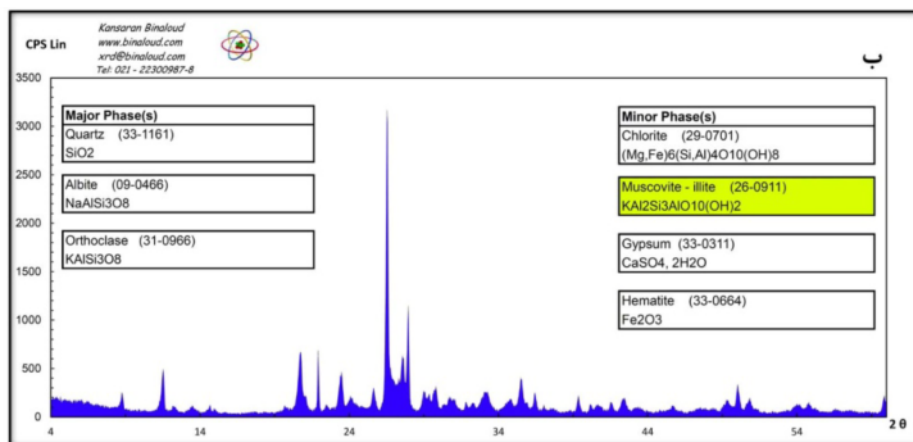 Kansaran Binaloud
www.binaloud.com
xrd@binaloud.com
Tel: 021 - 22300987-8
CPS Lin
ب
3500
3000
2500
2000
1500
1000
500
0
Major Phase(s)
Quartz (33-1161)
SiO2
Albite (09-0466)
NaAlSi3O8
Orthoclase (31-0966)
KAlSi3O8
Minor Phase(s)
Chlorite (29-0701)
(Mg,Fe)6(Si,Al)4O10(OH)8
Muscovite - illite (26-0911)
KAl2Si3AlO10(OH)2
Gypsum (33-0311)
CaSO4, 2H2O
Hematite (33-0664)
Fe2O3
4 14 24 34 44 54 2θ